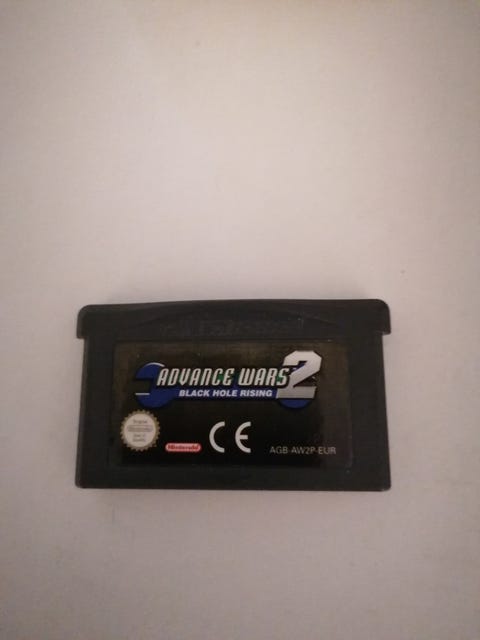 ADVANCE WARS 2
BLACK HOLE RISING
Nintendo
CE
AGB-AW2P-EUR